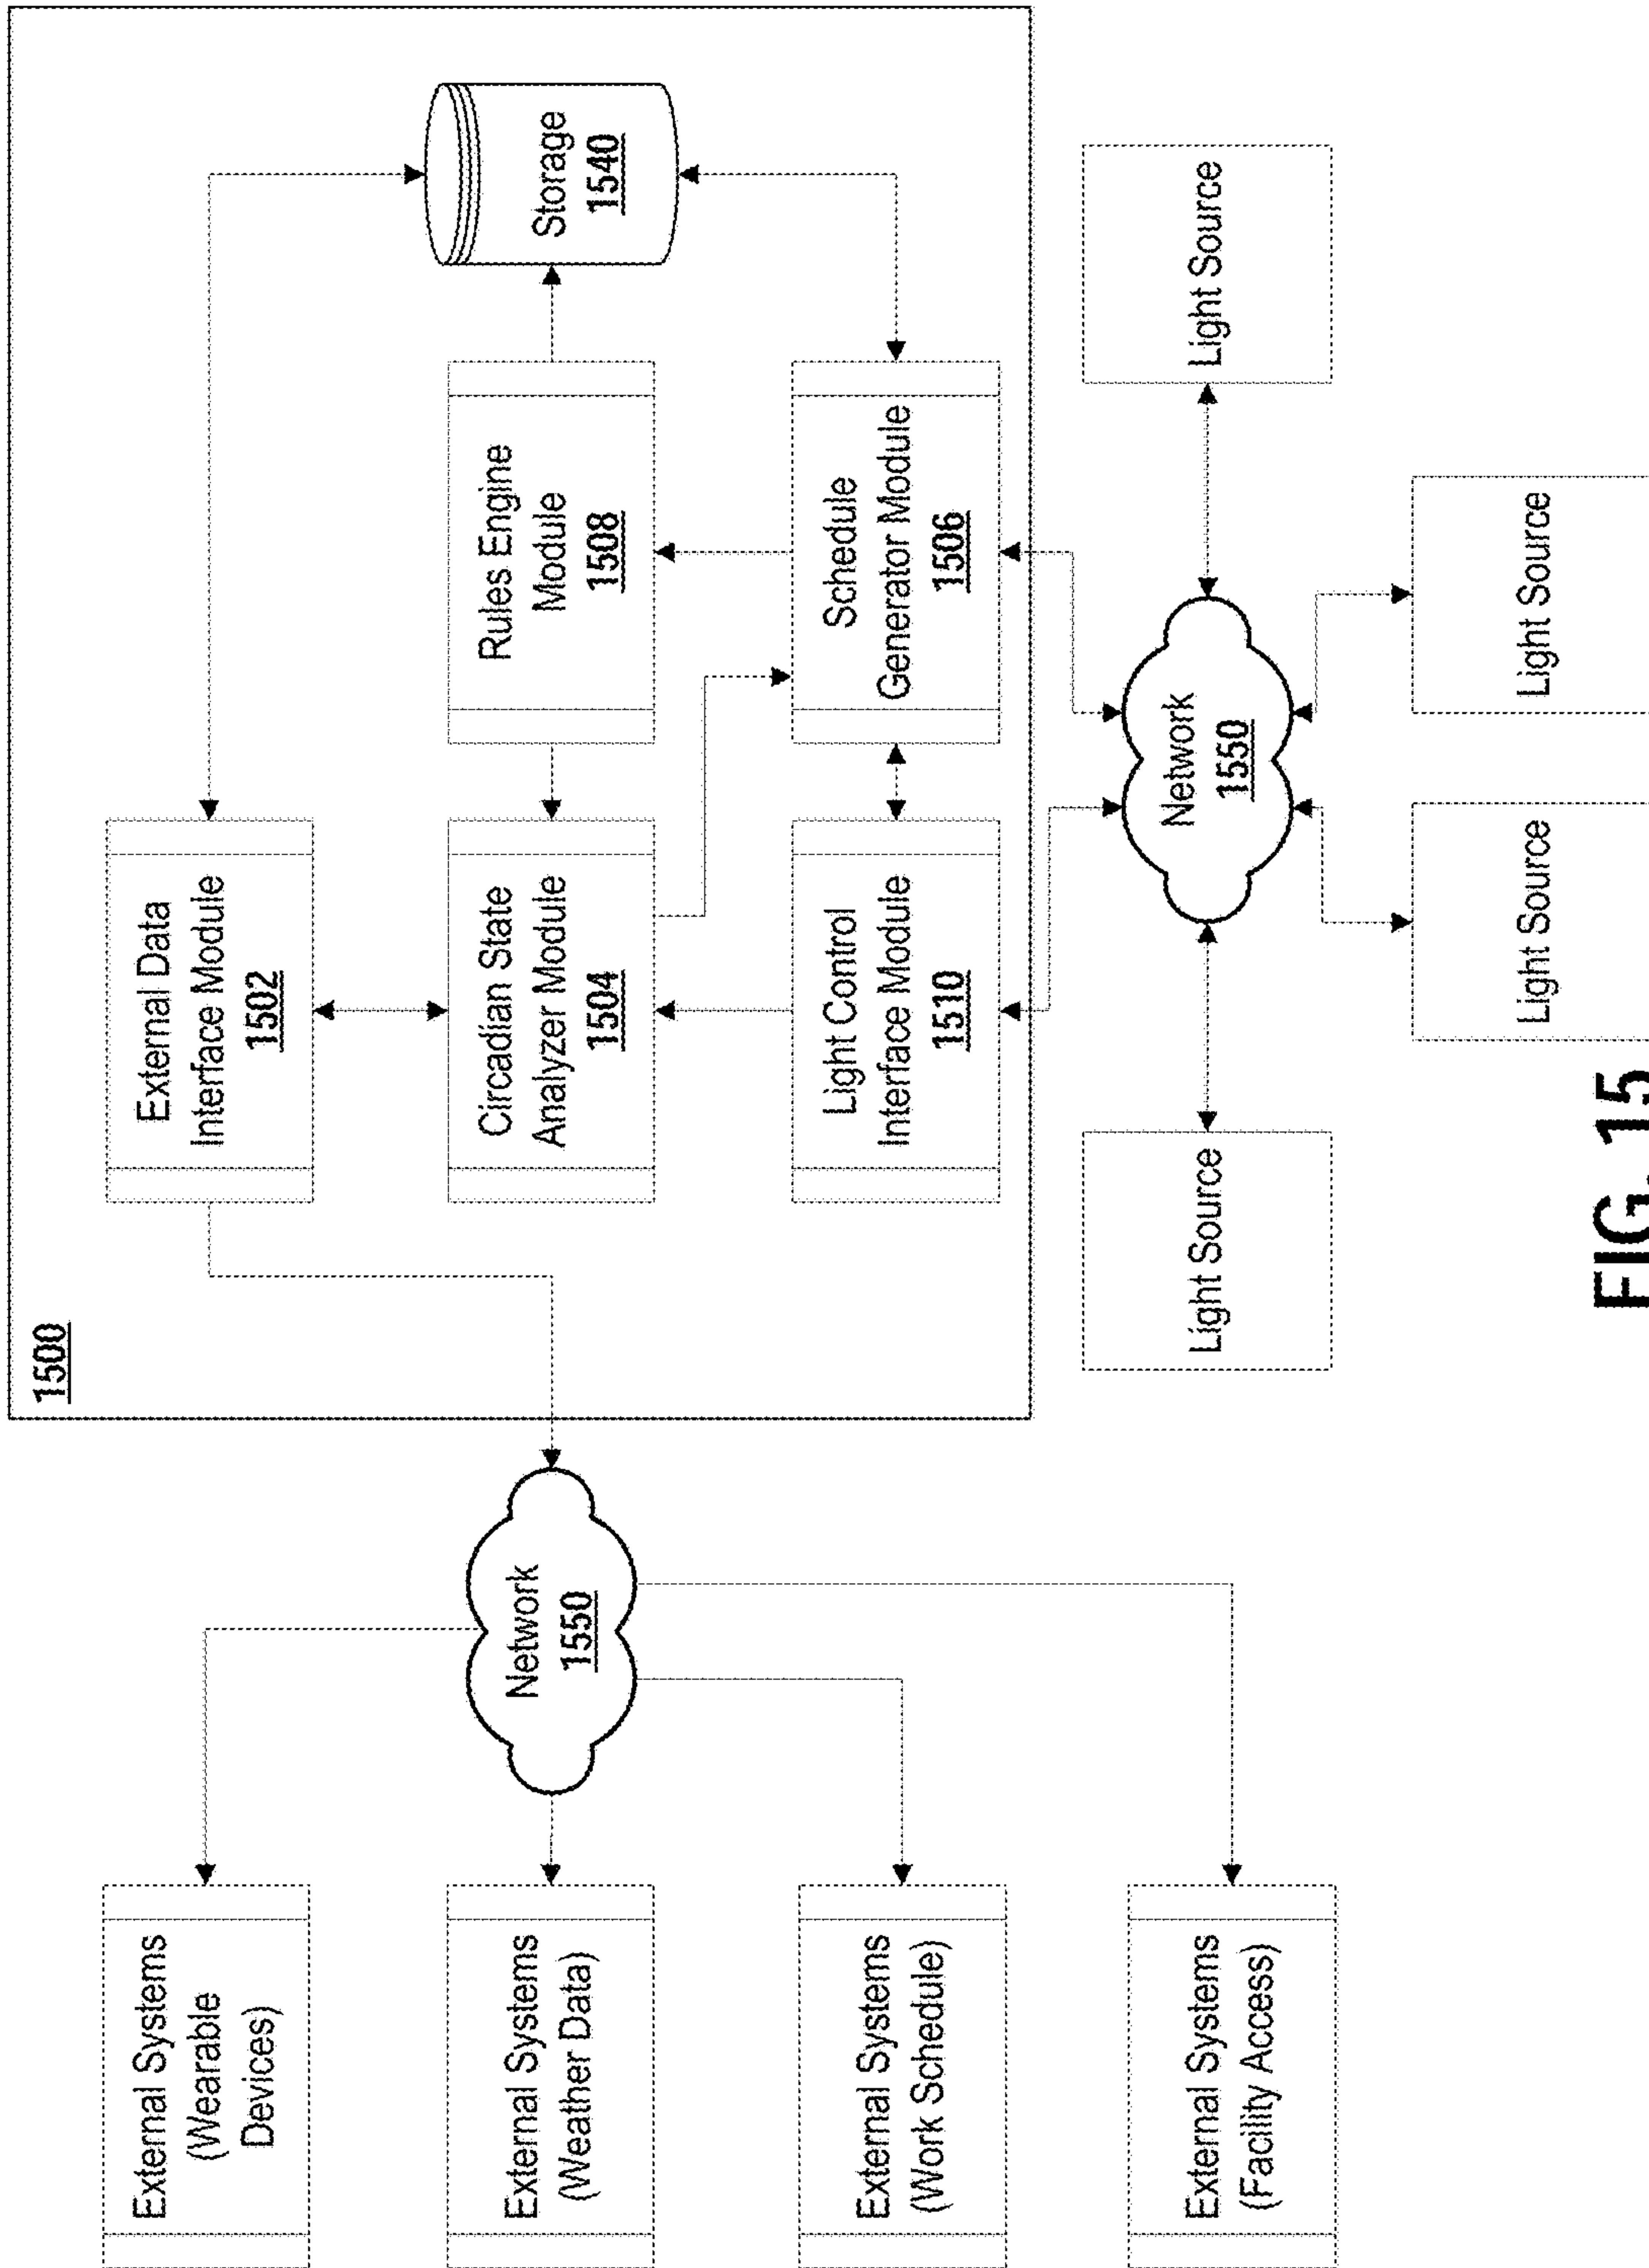 1500
External Systems
(Wearable
Devices)
External Systems
(Weather Data)
External Systems
(Work Schedule)
External Systems
(Facility Access)
Network
1550
External Data
Interface Module
1502
Circadian State
Analyzer Module
1504
Rules Engine
Module
1508
Storage
1540
Light Control
Interface Module
1510
Schedule
Generator Module
1506
Light Source
Network
1550
Light Source
Light Source
Light Source
FIG. 15